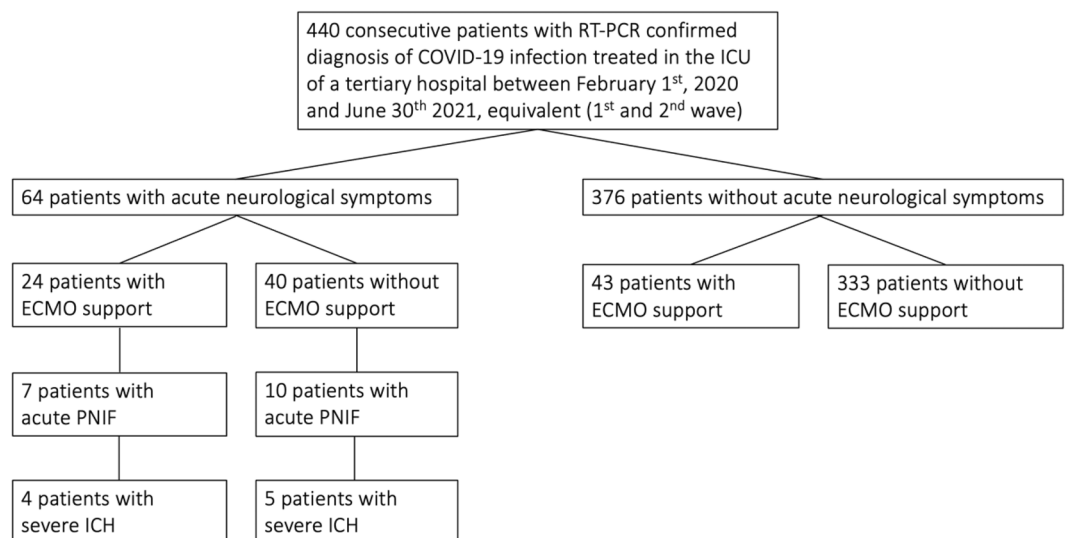 440 consecutive patients with RT-PCR confirmed
diagnosis of COVID-19 infection treated in the ICU
of a tertiary hospital between February 1st, 2020
and June 30th 2021, equivalent (1st and 2nd wave)
64 patients with acute neurological symptoms
376 patients without acute neurological symptoms
24 patients with
ECMO support
40 patients without
ECMO support
43 patients with
ECMO support
333 patients without
ECMO support
7 patients with
acute PNIF
10 patients with
acute PNIF
4 patients with
severe ICH
5 patients with
severe ICH